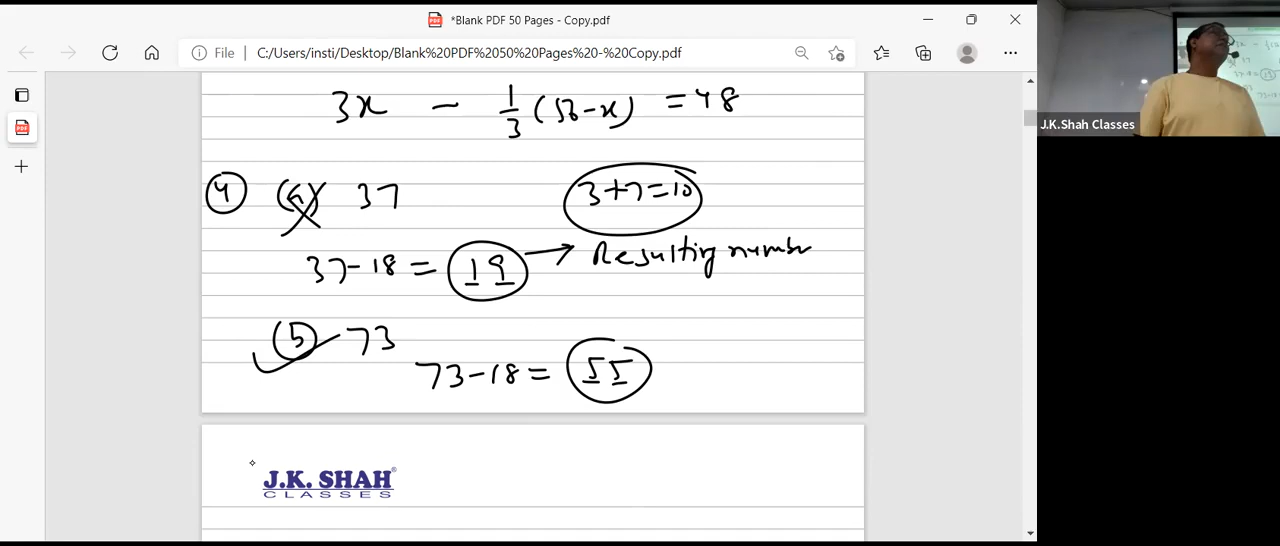 *Blank PDF 50 Pages - Copy.pdf
File C:/Users/insti/Desktop/Blank%20PDF%2050%20Pages%20-%20Copy.pdf
3x - 1/3 (56-x) = 48
4 (a) 37 3+7=10
37-18 = 19 → Resulting number
(b) 73
73-18 = 55
J.K. SHAH®
CLASSES
J.K.Shah Classes